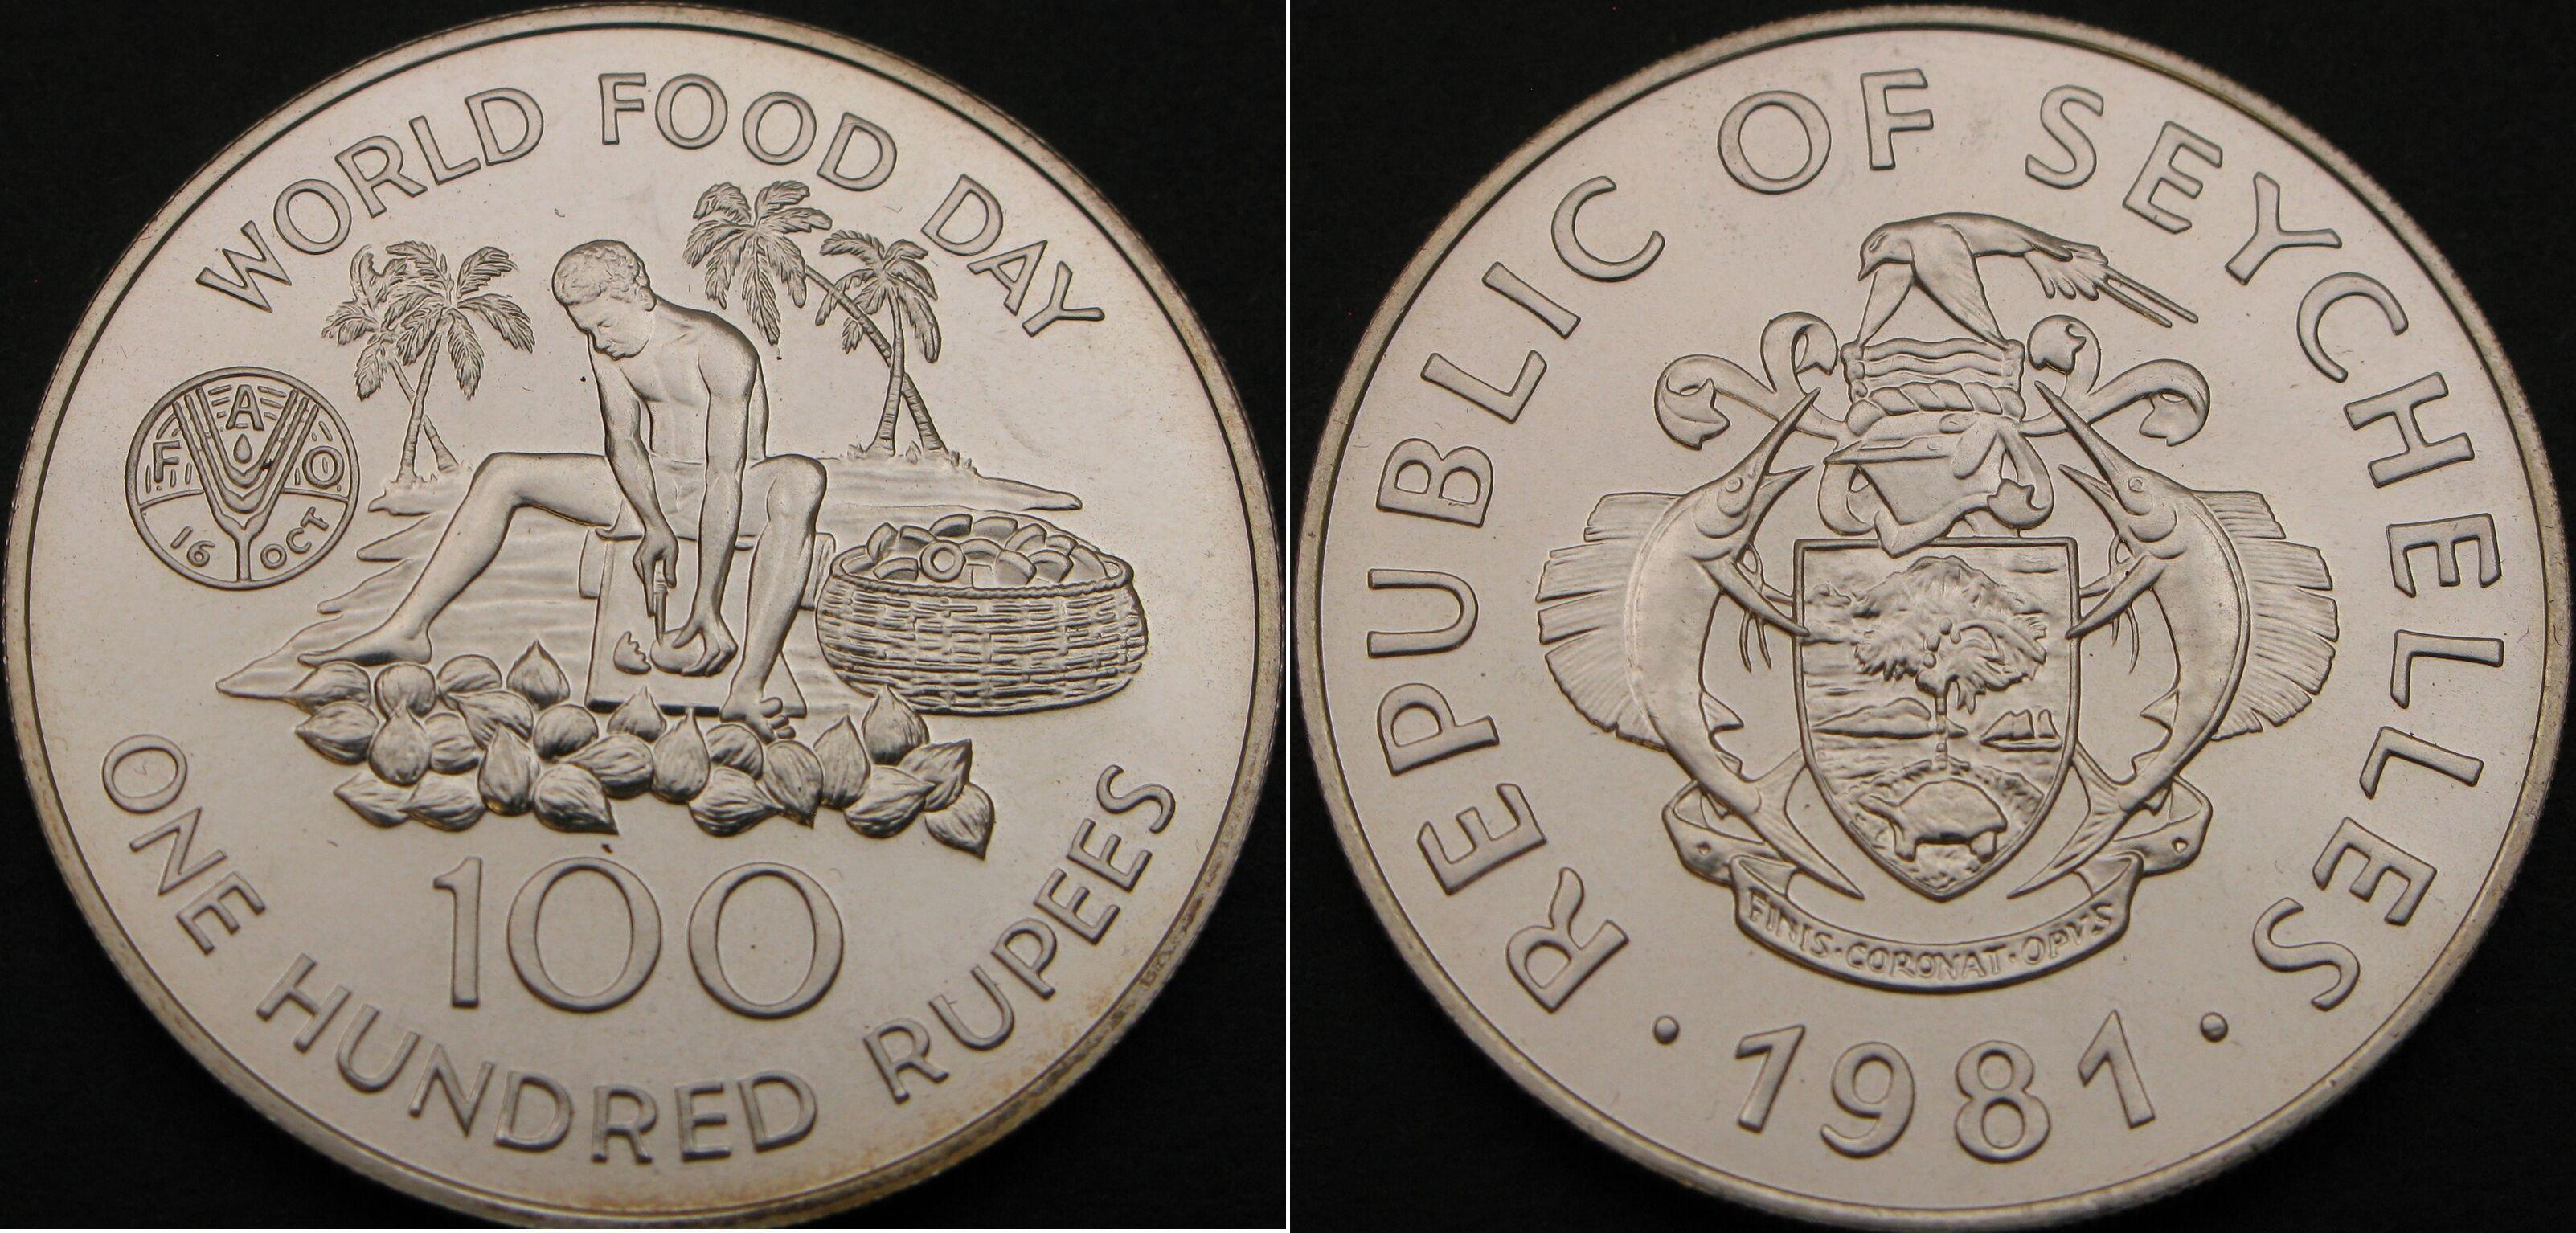 WORLD FOOD DAY
F A O
16 OCT
100
ONE HUNDRED RUPEES
REPUBLIC OF SEYCHELLES
FINIS·CORONAT·OPVS
·1981·